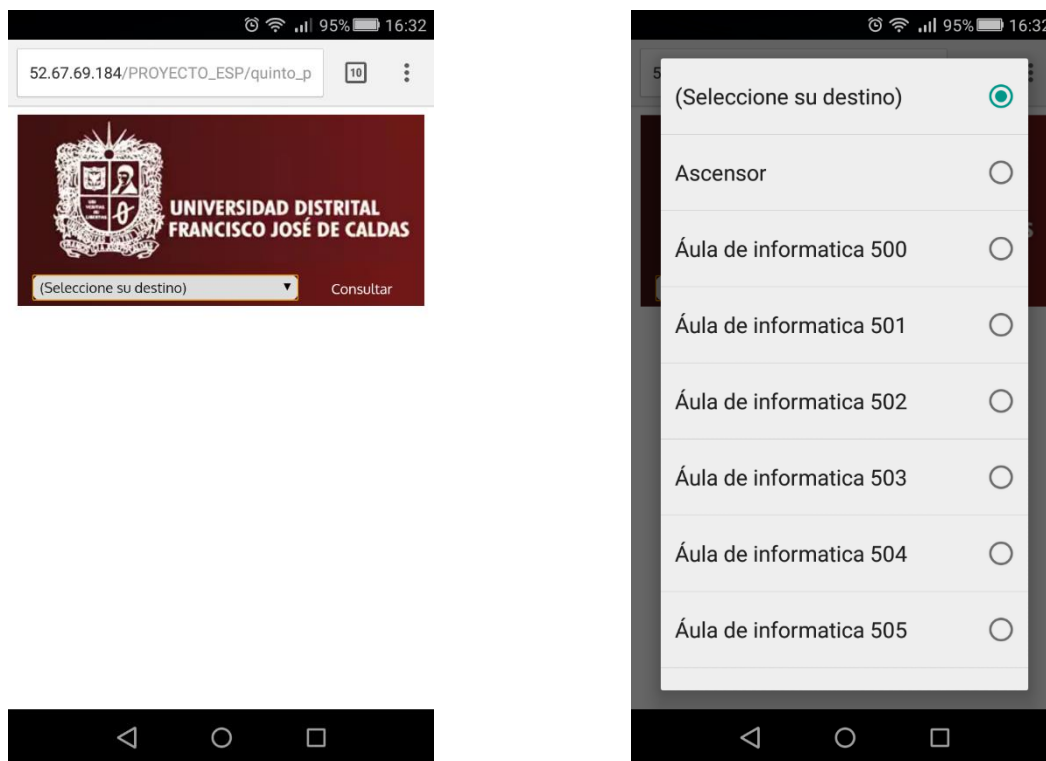 95% 16:32
52.67.69.184/PROYECTO_ESP/quinto_p
10
UNIVERSIDAD DISTRITAL
FRANCISCO JOSÉ DE CALDAS
(Seleccione su destino) Consultar
95% 16:32
(Seleccione su destino)
Ascensor
Áula de informatica 500
Áula de informatica 501
Áula de informatica 502
Áula de informatica 503
Áula de informatica 504
Áula de informatica 505